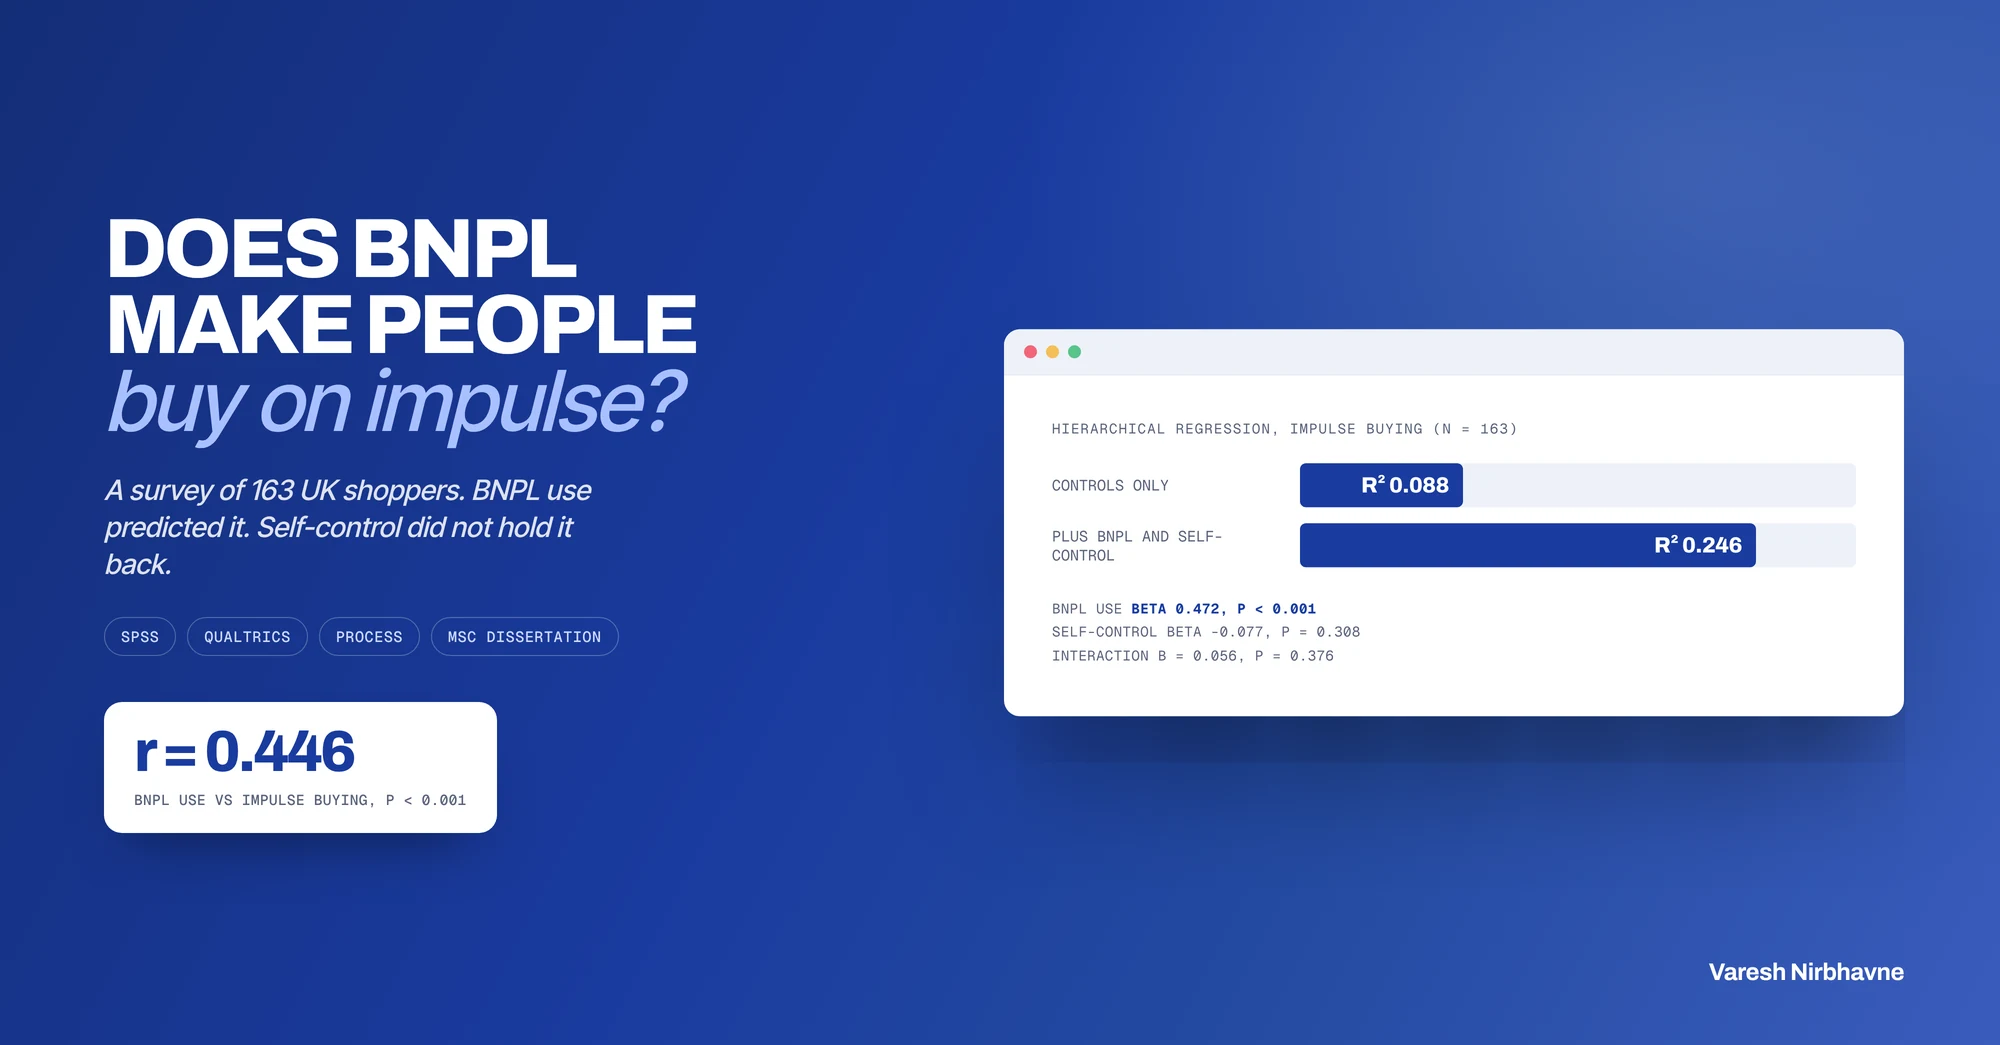 DOES BNPL
MAKE PEOPLE
buy on impulse?
A survey of 163 UK shoppers. BNPL use
predicted it. Self-control did not hold it
back.
SPSS
QUALTRICS
PROCESS
MSC DISSERTATION
r = 0.446
BNPL USE VS IMPULSE BUYING, P < 0.001
HIERARCHICAL REGRESSION, IMPULSE BUYING (N = 163)
CONTROLS ONLY
R² 0.088
PLUS BNPL AND SELF-
CONTROL
R² 0.246
BNPL USE BETA 0.472, P < 0.001
SELF-CONTROL BETA -0.077, P = 0.308
INTERACTION B = 0.056, P = 0.376
Varesh Nirbhavne